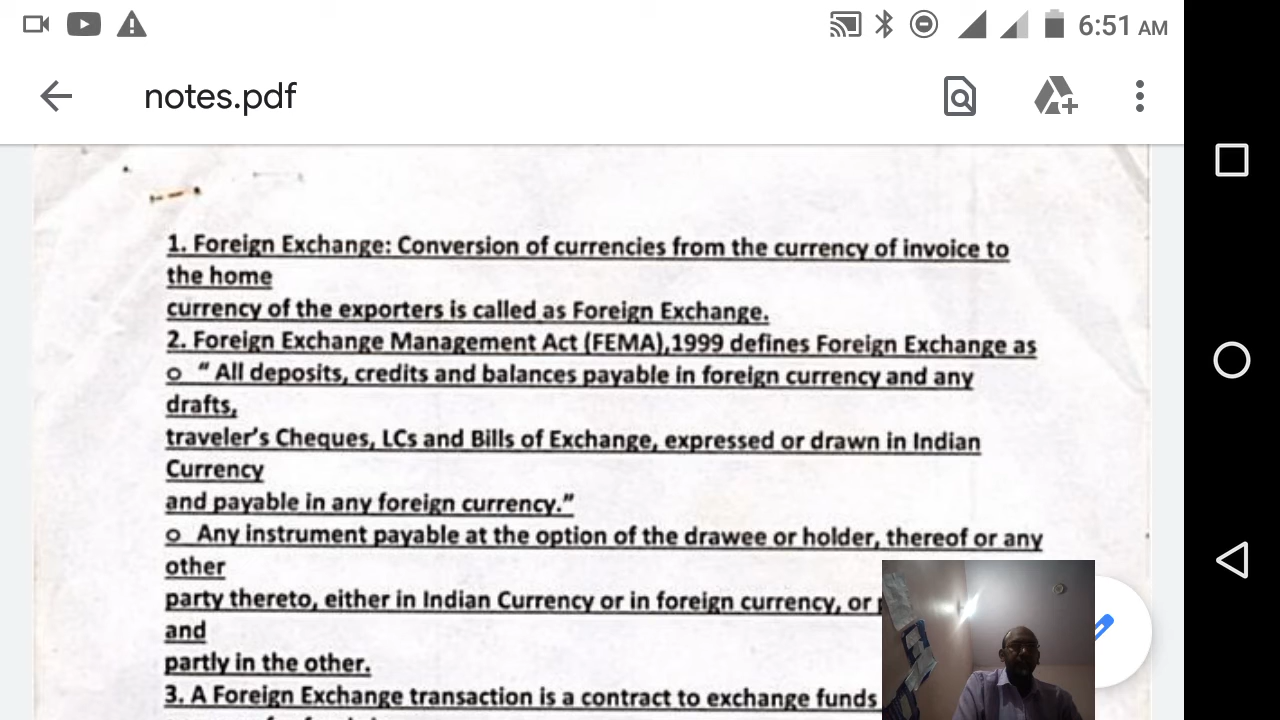 6:51 AM
notes.pdf
1. Foreign Exchange: Conversion of currencies from the currency of invoice to
the home
currency of the exporters is called as Foreign Exchange.
2. Foreign Exchange Management Act (FEMA),1999 defines Foreign Exchange as
o “ All deposits, credits and balances payable in foreign currency and any
drafts,
traveler’s Cheques, LCs and Bills of Exchange, expressed or drawn in Indian
Currency
and payable in any foreign currency.”
o Any instrument payable at the option of the drawee or holder, thereof or any
other
party thereto, either in Indian Currency or in foreign currency, or
and
partly in the other.
3. A Foreign Exchange transaction is a contract to exchange funds